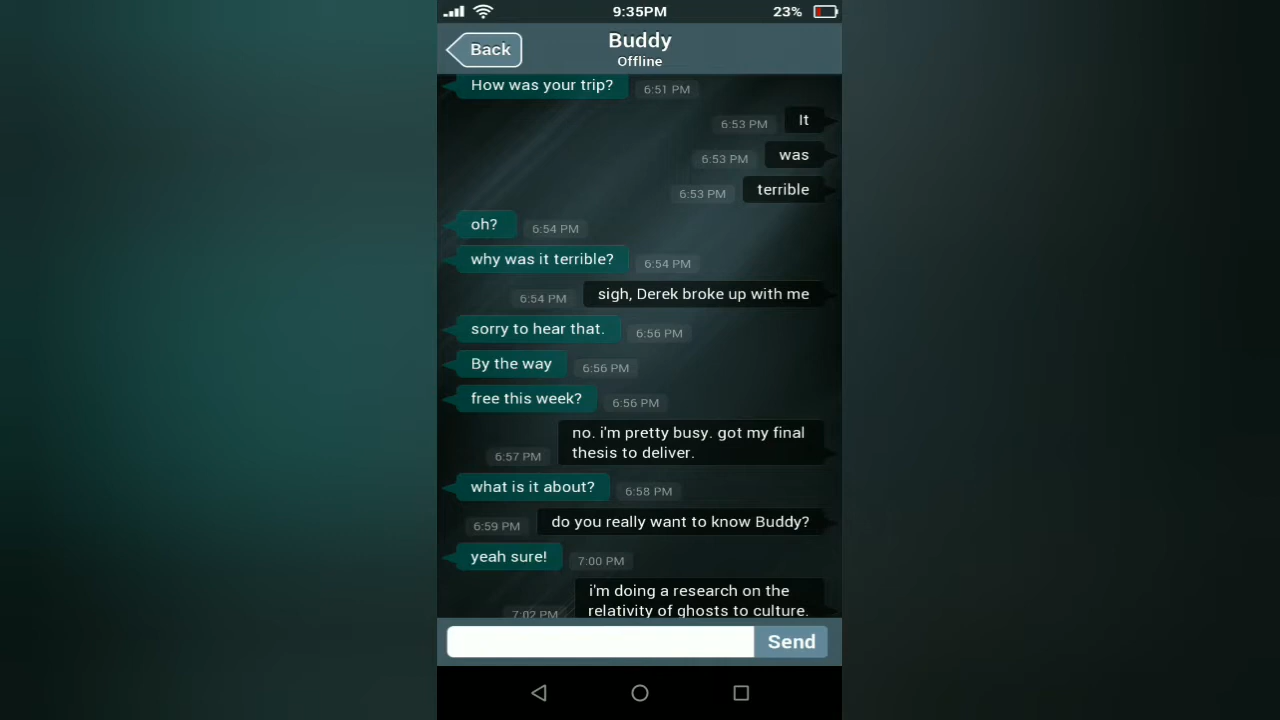 9:35PM 23%
Back
Buddy
Offline
How was your trip? 6:51 PM
6:53 PM It
6:53 PM was
6:53 PM terrible
oh? 6:54 PM
why was it terrible? 6:54 PM
6:54 PM sigh, Derek broke up with me
sorry to hear that. 6:56 PM
By the way 6:56 PM
free this week? 6:56 PM
no. i'm pretty busy. got my final
6:57 PM thesis to deliver.
what is it about? 6:58 PM
6:59 PM do you really want to know Buddy?
yeah sure! 7:00 PM
i'm doing a research on the
7:02 PM relativity of ghosts to culture.
Send